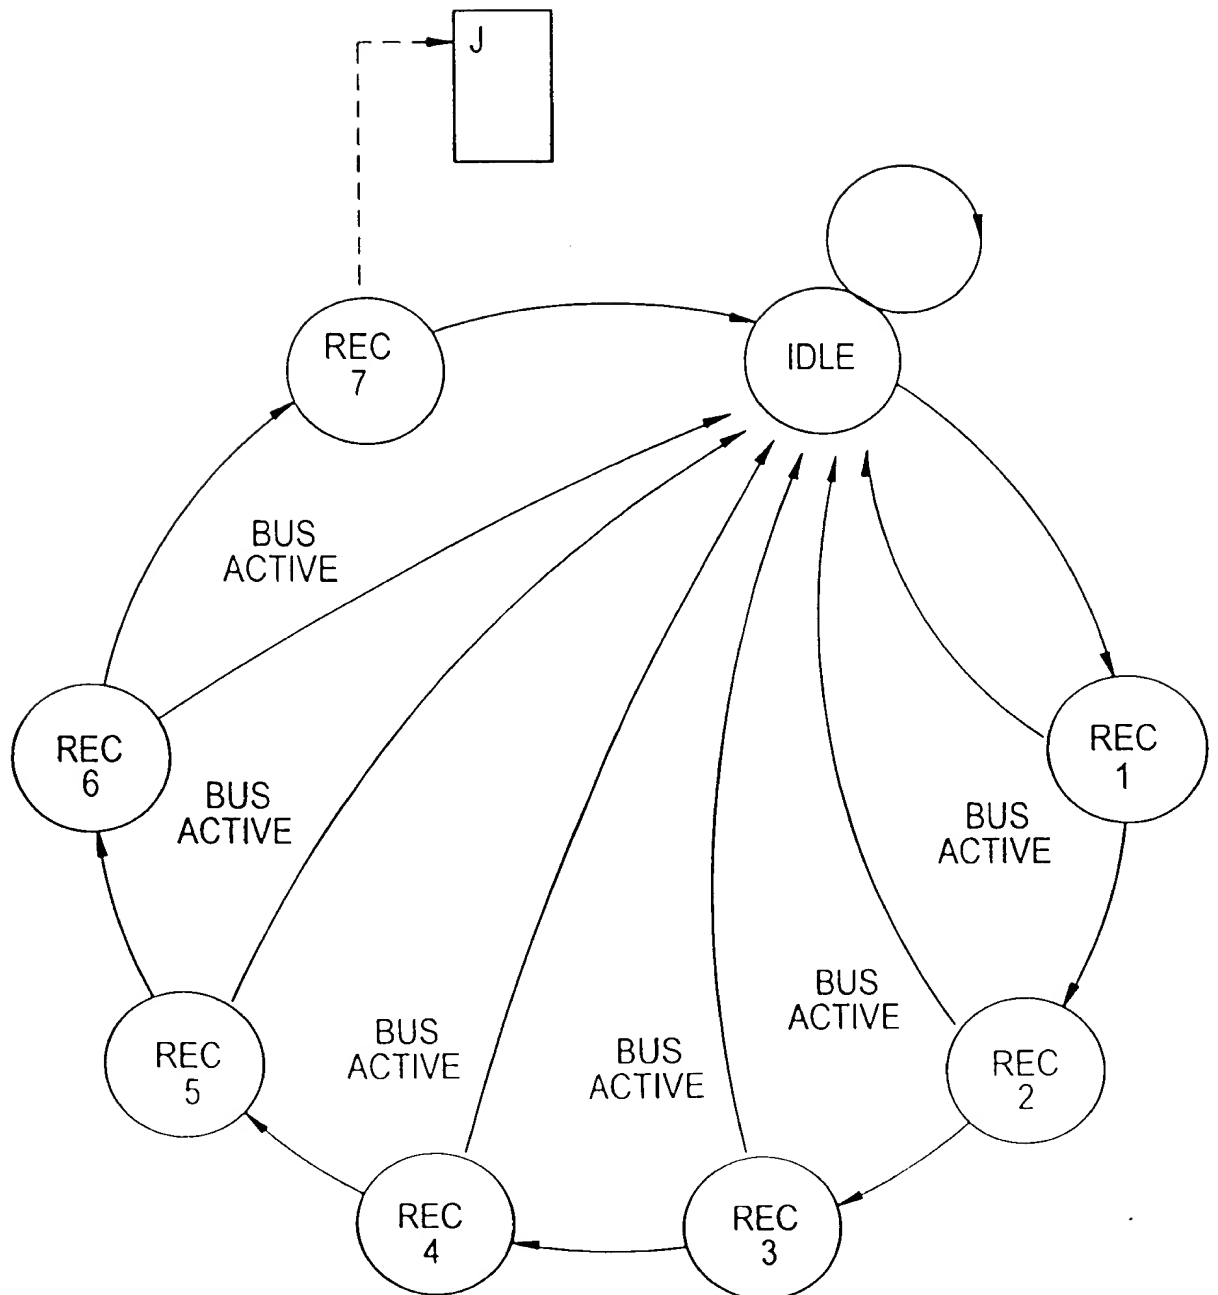 J
IDLE
REC
7
BUS
ACTIVE
REC
6
REC
1
BUS
ACTIVE
BUS
ACTIVE
BUS
ACTIVE
BUS
ACTIVE
BUS
ACTIVE
REC
5
REC
2
REC
4
REC
3